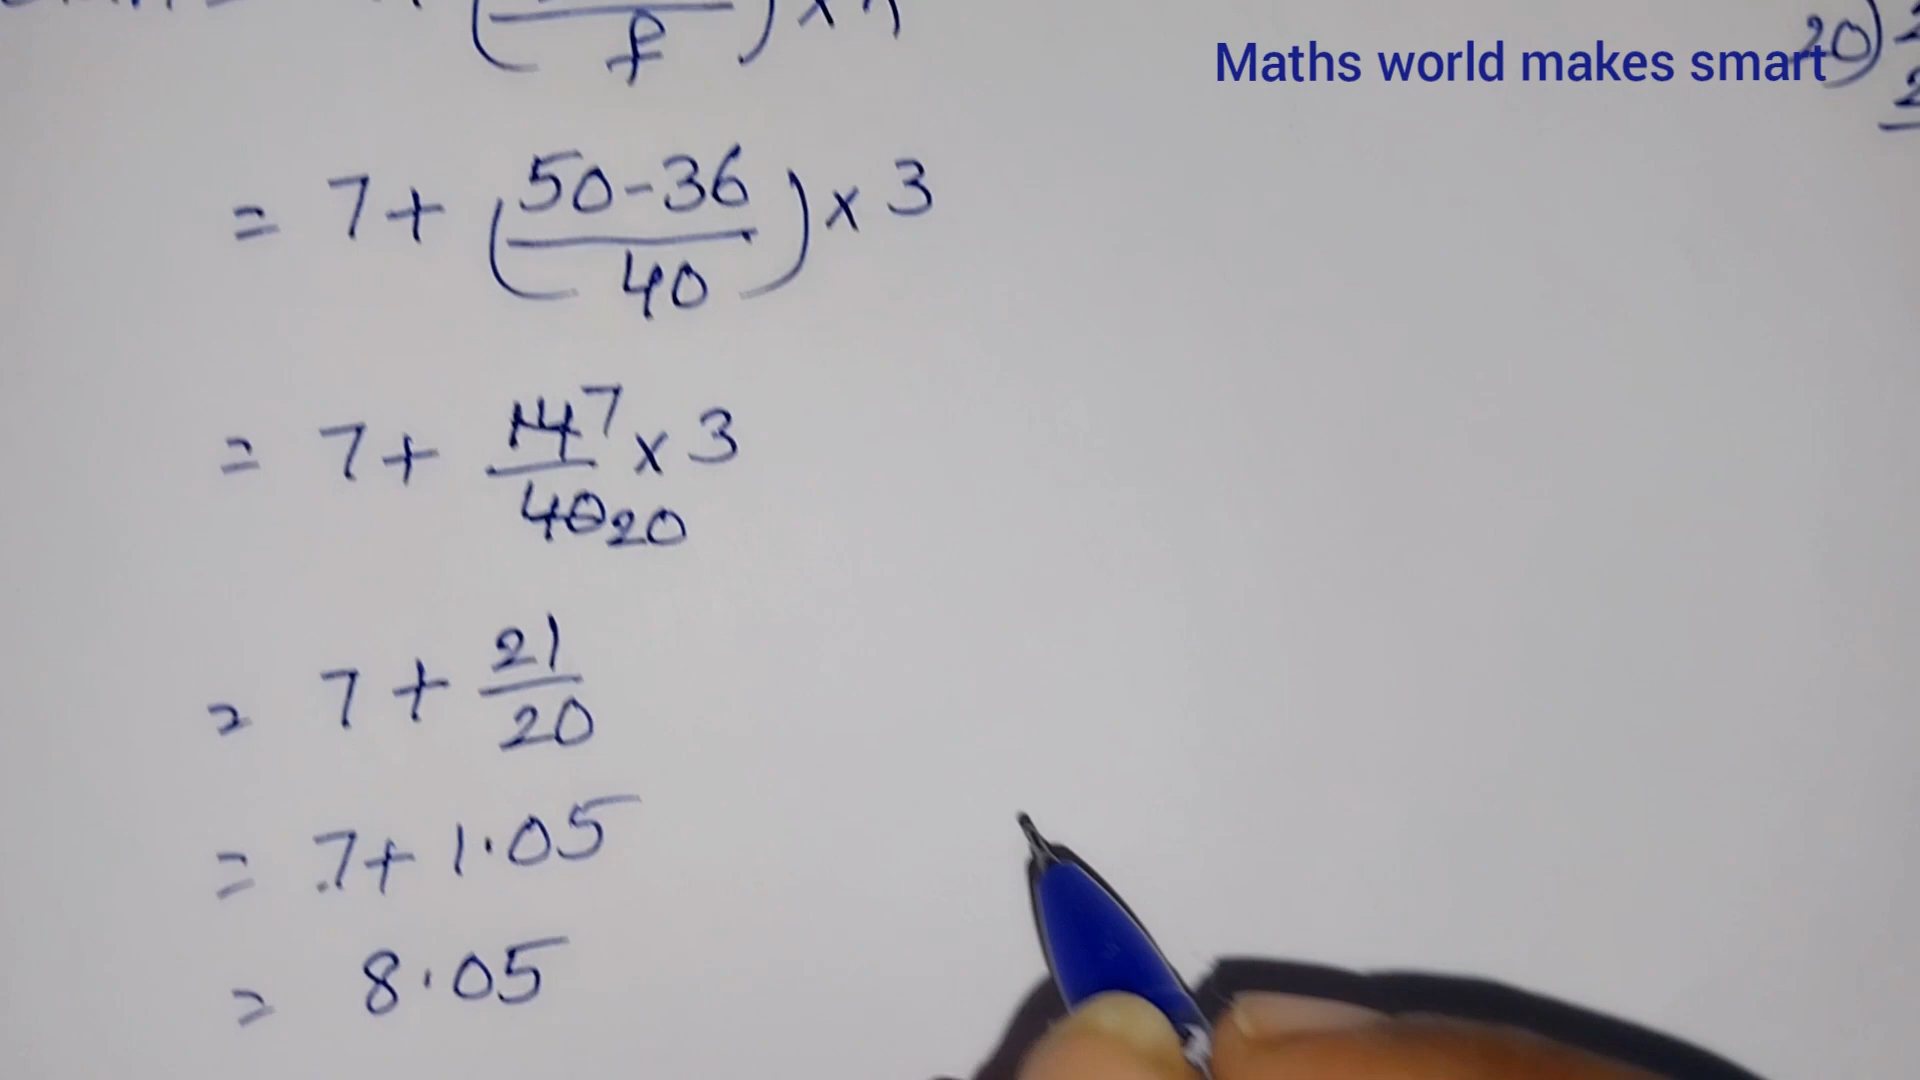 ( / f ) x h
Maths world makes smart
20)
= 7 + (50-36 / 40) x 3
= 7 + 14 7 / 40 20 x 3
= 7 + 21 / 20
= 7 + 1.05
= 8.05